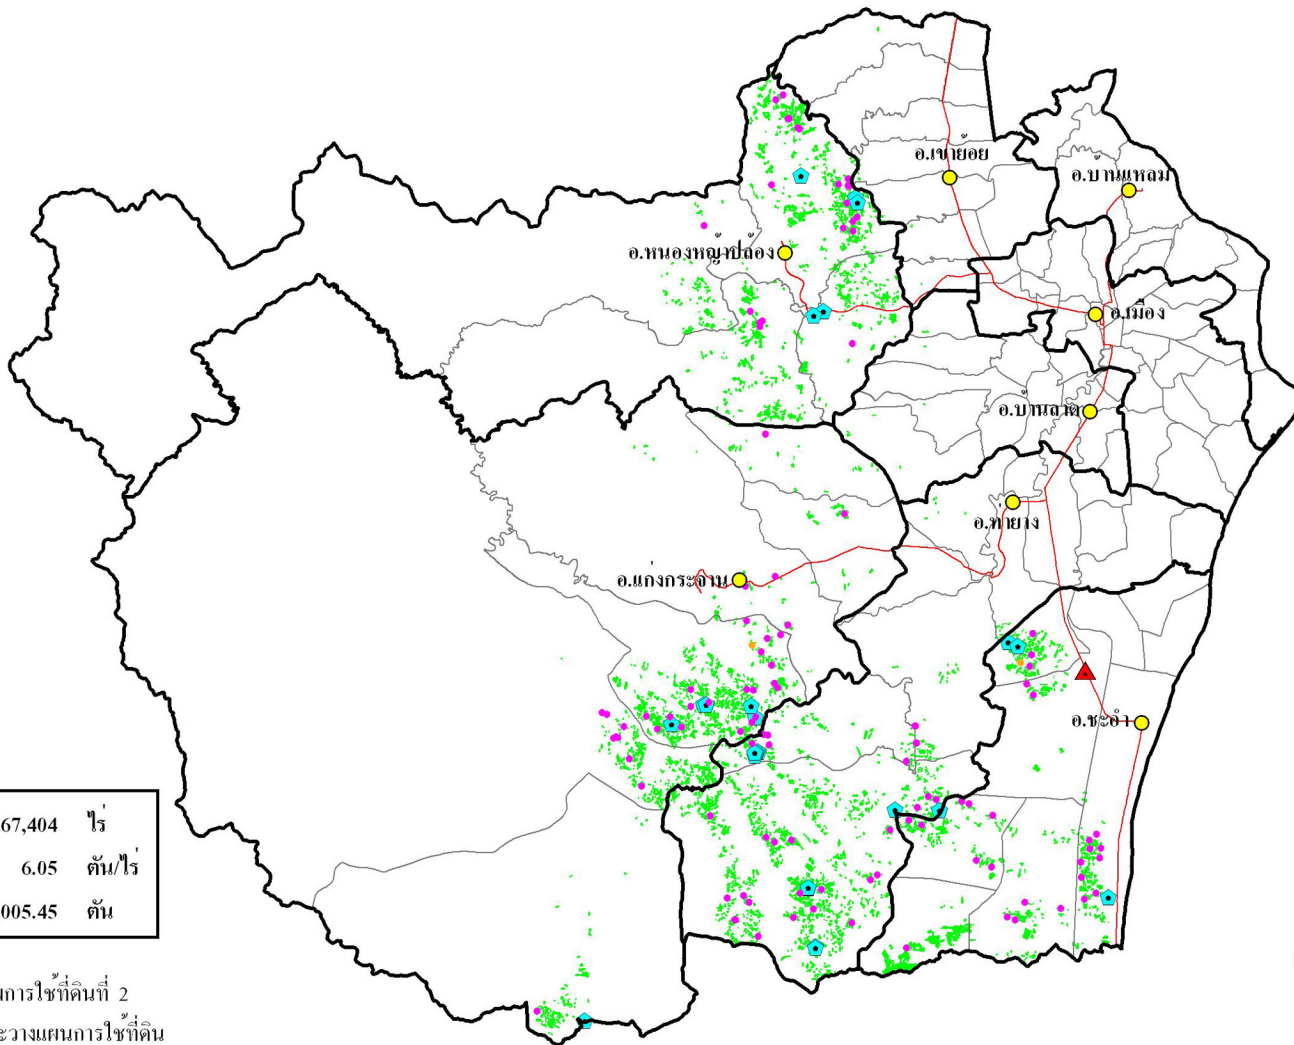 อ.เขาย้อย
อ.บ้านแหลม
อ.หนองหญ้าปล้อง
อ.เมือง
อ.บ้านลาด
อ.ท่ายาง
อ.แก่งกระจาน
อ.ชะอำ
67,404 ไร่
6.05 ตัน/ไร่
005.45 ตัน
การใช้ที่ดินที่ 2
ะวางแผนการใช้ที่ดิน